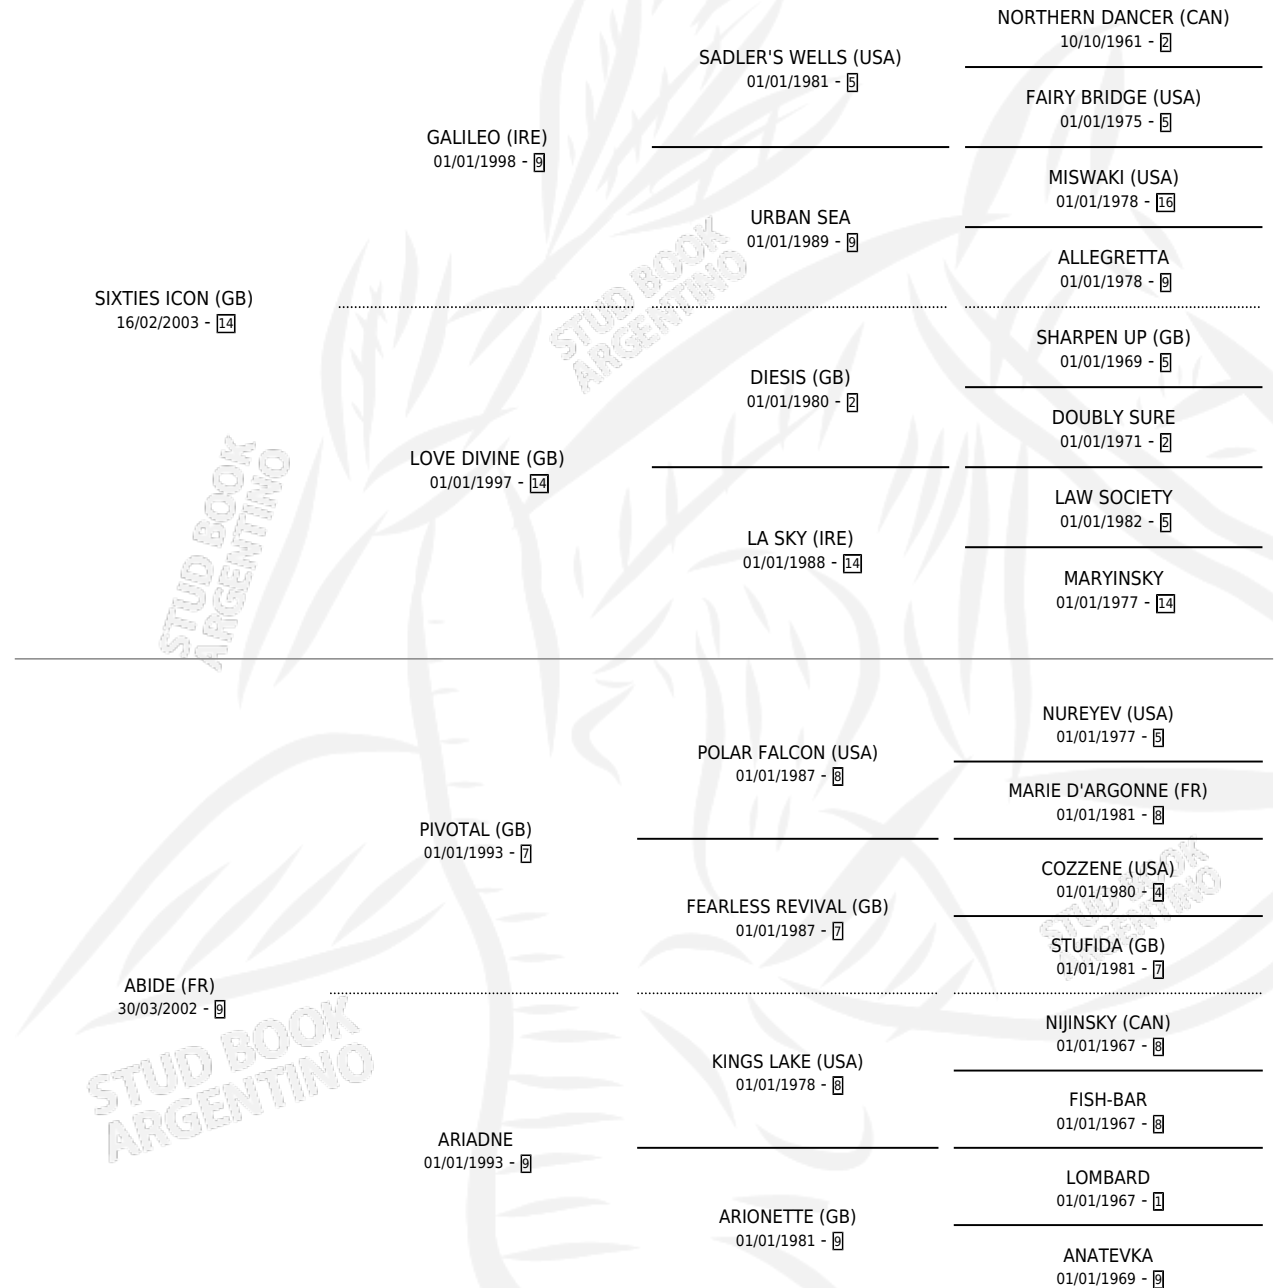 NORTHERN DANCER (CAN)
10/10/1961 - 2
SADLER'S WELLS (USA)
01/01/1981 - 5
FAIRY BRIDGE (USA)
01/01/1975 - 5
GALILEO (IRE)
01/01/1998 - 9
MISWAKI (USA)
01/01/1978 - 16
URBAN SEA
01/01/1989 - 9
ALLEGRETTA
01/01/1978 - 9
SIXTIES ICON (GB)
16/02/2003 - 14
SHARPEN UP (GB)
01/01/1969 - 5
DIESIS (GB)
01/01/1980 - 2
DOUBLY SURE
01/01/1971 - 2
LOVE DIVINE (GB)
01/01/1997 - 14
LAW SOCIETY
01/01/1982 - 5
LA SKY (IRE)
01/01/1988 - 14
MARYINSKY
01/01/1977 - 14
NUREYEV (USA)
01/01/1977 - 5
POLAR FALCON (USA)
01/01/1987 - 8
MARIE D'ARGONNE (FR)
01/01/1981 - 8
PIVOTAL (GB)
01/01/1993 - 7
COZZENE (USA)
01/01/1980 - 4
FEARLESS REVIVAL (GB)
01/01/1987 - 7
STUFIDA (GB)
01/01/1981 - 7
ABIDE (FR)
30/03/2002 - 9
NIJINSKY (CAN)
01/01/1967 - 8
KINGS LAKE (USA)
01/01/1978 - 8
FISH-BAR
01/01/1967 - 8
ARIADNE
01/01/1993 - 9
LOMBARD
01/01/1967 - 1
ARIONETTE (GB)
01/01/1981 - 9
ANATEVKA
01/01/1969 - 9
STUD BOOK
ARGENTINO
STUD BOOK
ARGENTINO
STUD BOOK
ARGENTINO
STUD BOOK
ARGENTINO